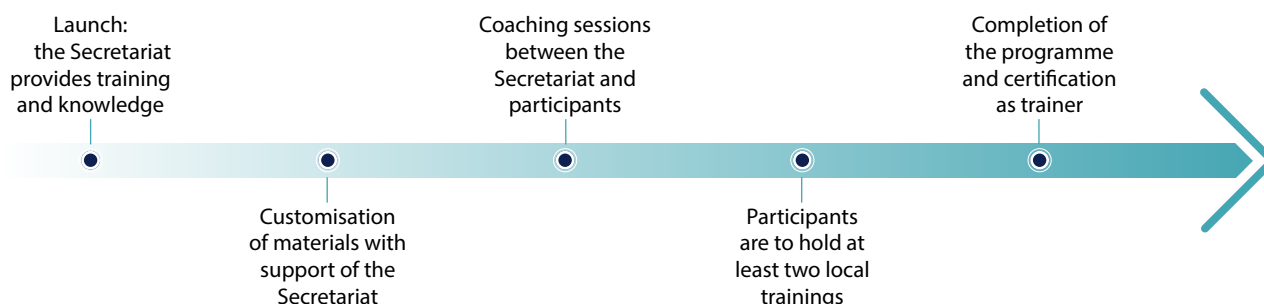 Launch:
the Secretariat
provides training
and knowledge
Customisation
of materials with
support of the
Secretariat
Coaching sessions
between the
Secretariat and
participants
Participants
are to hold at
least two local
trainings
Completion of
the programme
and certification
as trainer